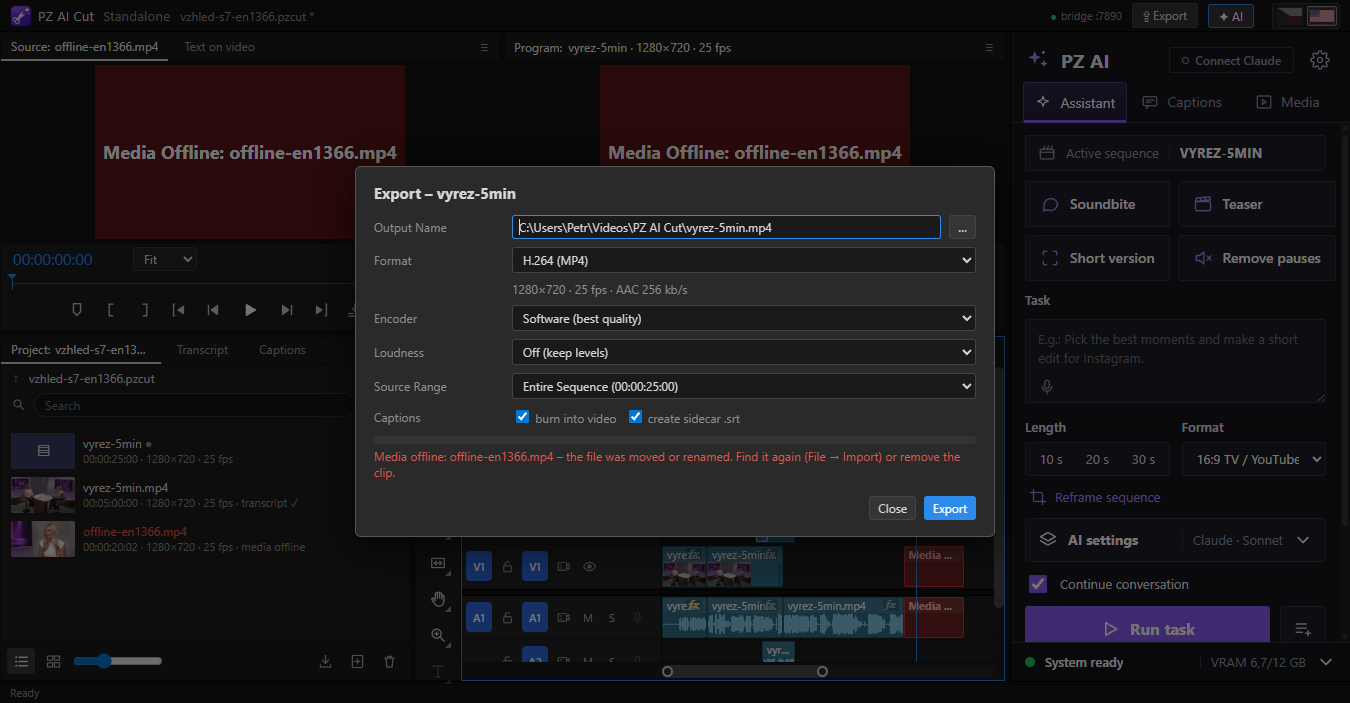 PZ AI Cut Standalone vzhled-s7-en1366.pzcut *
bridge :7890 Export AI
Source: offline-en1366.mp4 Text on video
Program: vyrez-5min · 1280×720 · 25 fps
Media Offline: offline-en1366.mp4
Media Offline: offline-en1366.mp4
00:00:00:00 Fit
Project: vzhled-s7-en13... Transcript Captions
vzhled-s7-en1366.pzcut
Search
vyrez-5min
00:00:25:00 · 1280×720 · 25 fps
vyrez-5min.mp4
00:05:00:00 · 1280×720 · 25 fps · transcript ✓
offline-en1366.mp4
00:00:20:02 · 1280×720 · 25 fps · media offline
Export – vyrez-5min
Output Name C:\Users\Petr\Videos\PZ AI Cut\vyrez-5min.mp4 ...
Format H.264 (MP4)
1280×720 · 25 fps · AAC 256 kb/s
Encoder Software (best quality)
Loudness Off (keep levels)
Source Range Entire Sequence (00:00:25:00)
Captions burn into video create sidecar .srt
Media offline: offline-en1366.mp4 – the file was moved or renamed. Find it again (File → Import) or remove the
clip.
Close Export
V1 V1 vyre fx vyrez-5min fx Media ...
A1 A1 M S vyre fx vyrez-5min fx vyrez-5min.mp4 fx Media ...
A2 M S vyr...
PZ AI Connect Claude
Assistant Captions Media
Active sequence VYREZ-5MIN
Soundbite Teaser
Short version Remove pauses
Task
E.g.: Pick the best moments and make a short
edit for Instagram.
Length Format
10 s 20 s 30 s 16:9 TV / YouTube
Reframe sequence
AI settings Claude · Sonnet
Continue conversation
Run task
System ready VRAM 6,7/12 GB
Ready